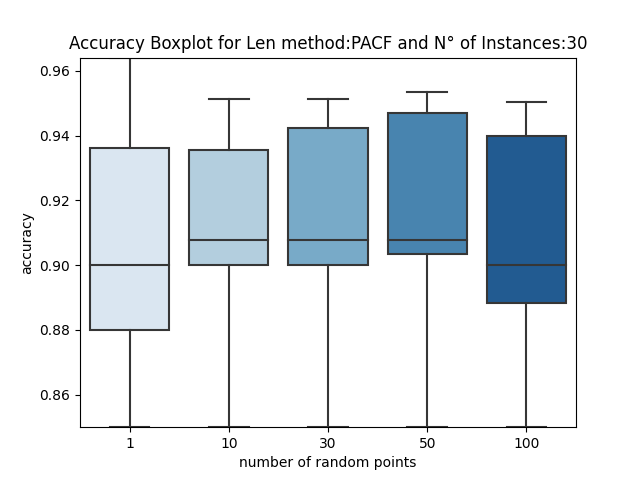 Accuracy Boxplot for Len method:PACF and N° of Instances:30
0.96
0.94
0.92
0.90
0.88
0.86
accuracy
1 10 30 50 100
number of random points